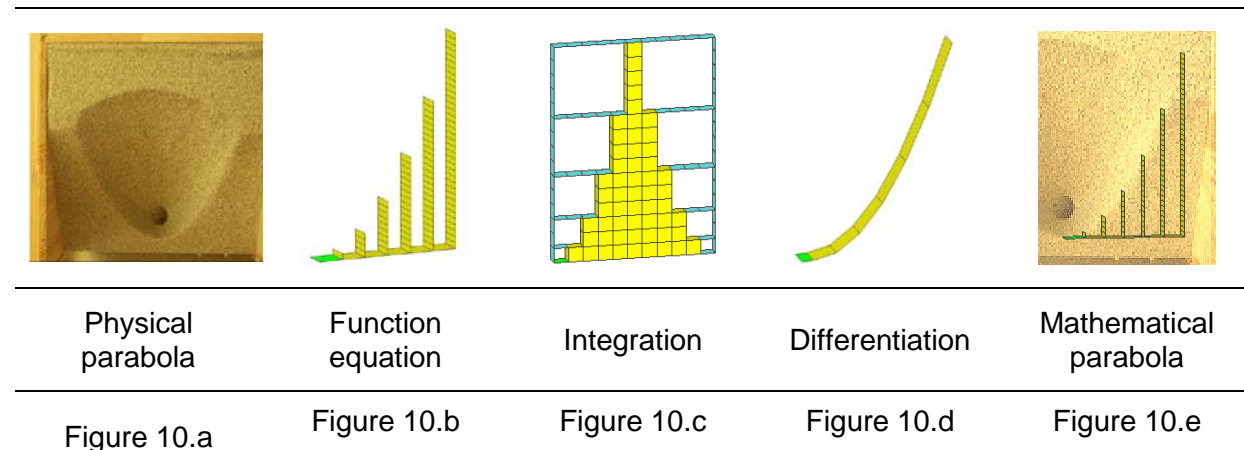 Physical
parabola
Function
equation
Integration
Differentiation
Mathematical
parabola
Figure 10.a
Figure 10.b
Figure 10.c
Figure 10.d
Figure 10.e